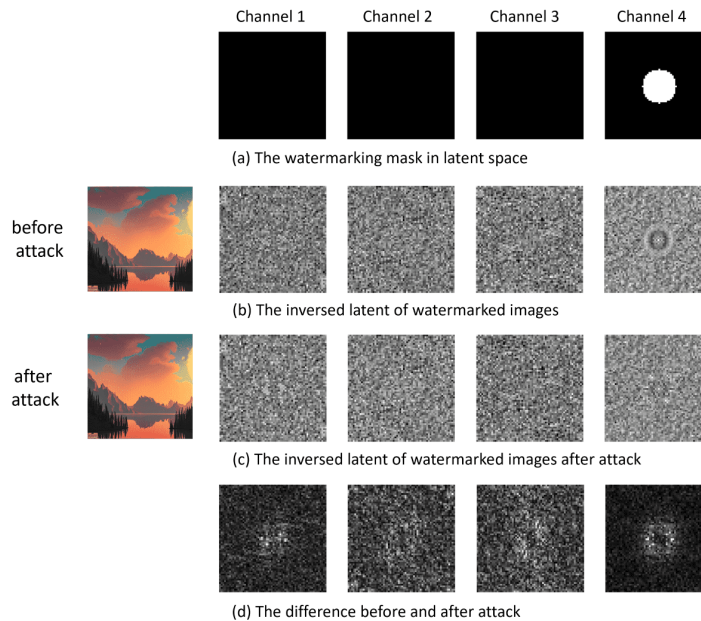 Channel 1 Channel 2 Channel 3 Channel 4
(a) The watermarking mask in latent space
before
attack
(b) The inversed latent of watermarked images
after
attack
(c) The inversed latent of watermarked images after attack
(d) The difference before and after attack